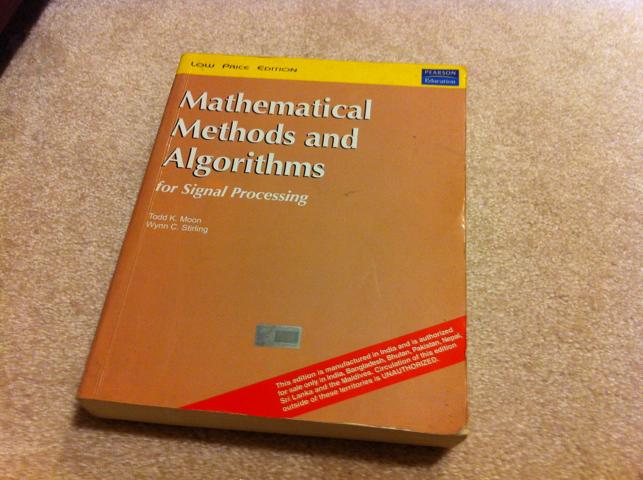 Low Price Edition
PEARSON
Education
Mathematical
Methods and
Algorithms
for Signal Processing
Todd K. Moon
Wynn C. Stirling
This edition is manufactured in India and is authorized
for sale only in India, Bangladesh, Bhutan, Pakistan, Nepal,
Sri Lanka and the Maldives. Circulation of this edition
outside of these territories is UNAUTHORIZED.